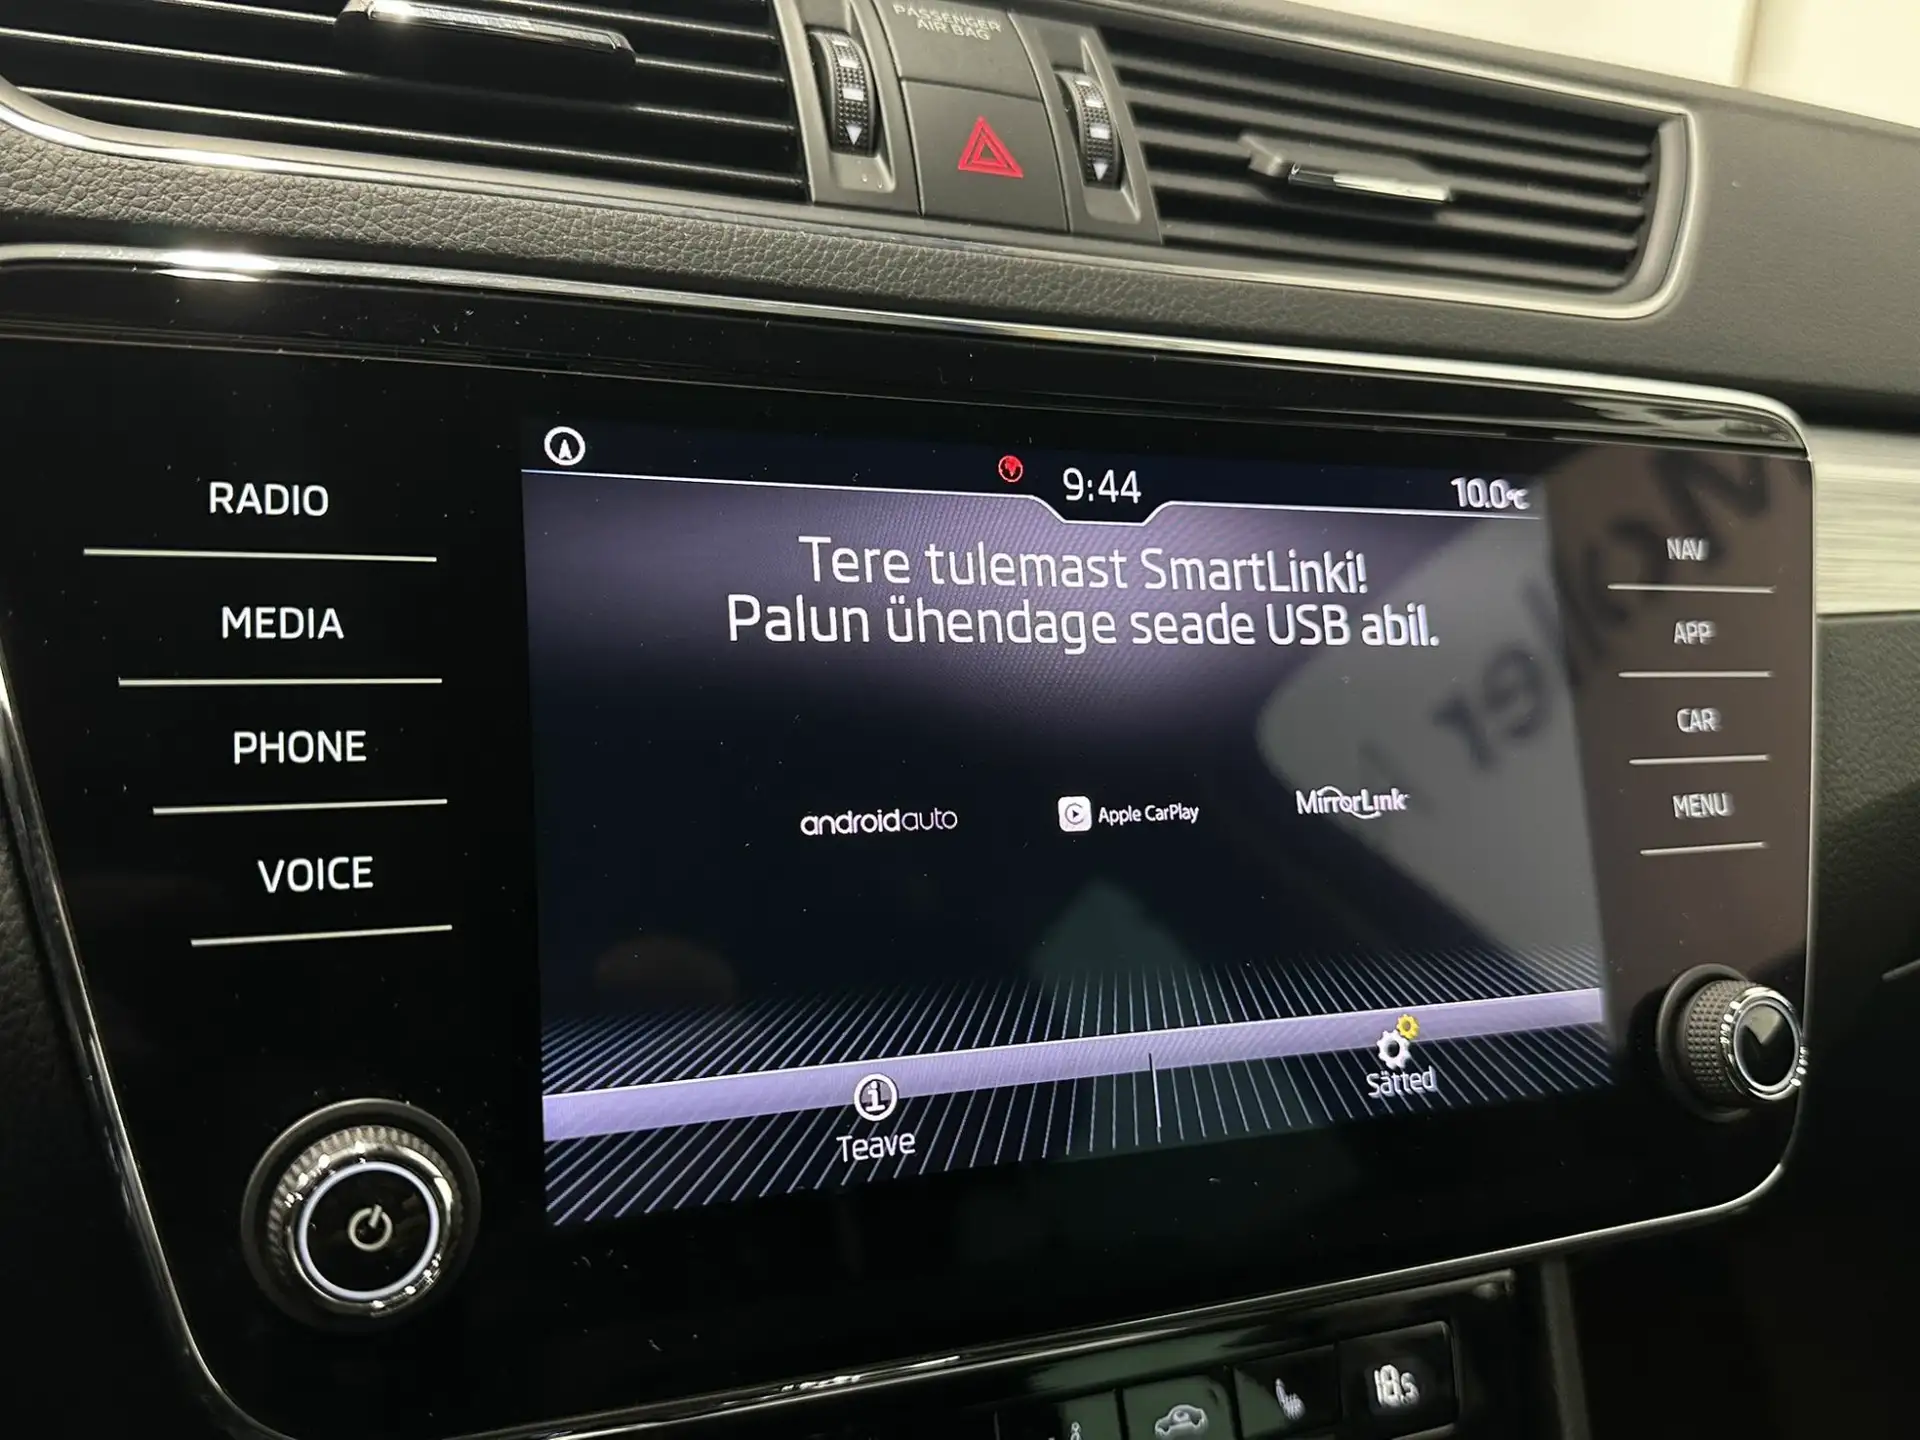 PASSENGER
AIR BAG
9:44
10.0°C
RADIO
MEDIA
PHONE
VOICE
Tere tulemast SmartLinki!
Palun ühendage seade USB abil.
androidauto
Apple CarPlay
MirrorLink
Teave
Sätted
NAV
APP
CAR
MENU
18.5